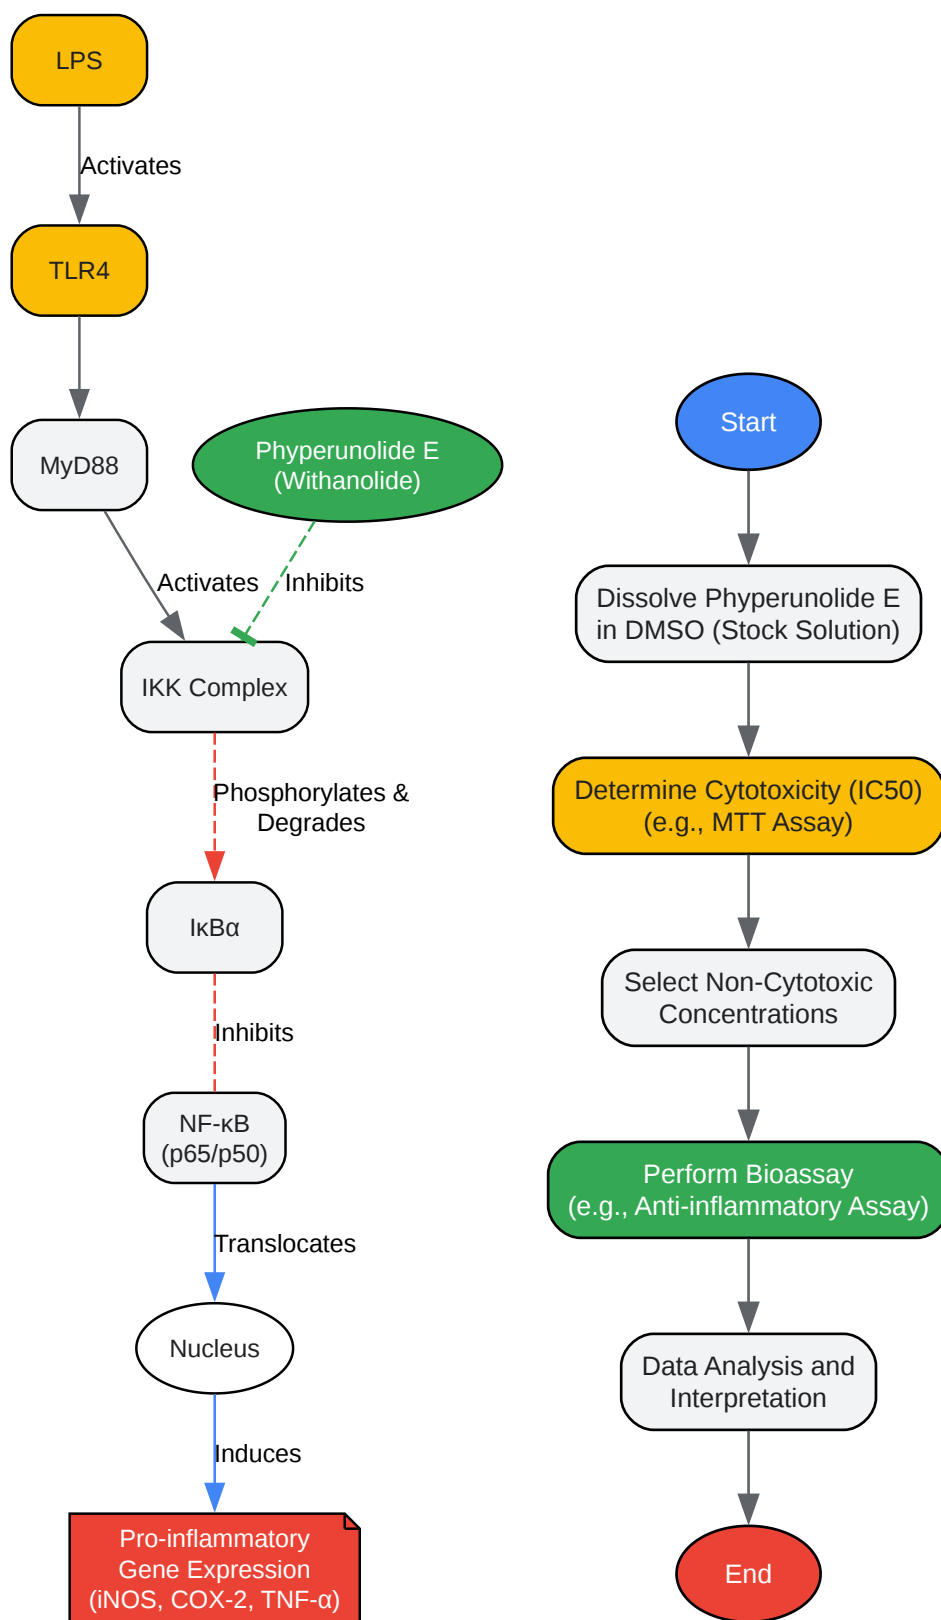 LPS
Activates
TLR4
MyD88
Phyperunolide E
(Withanolide)
Activates
Inhibits
IKK Complex
Phosphorylates &
Degrades
IκBα
Inhibits
NF-κB
(p65/p50)
Translocates
Nucleus
Induces
Pro-inflammatory
Gene Expression
(iNOS, COX-2, TNF-α)
Start
Dissolve Phyperunolide E
in DMSO (Stock Solution)
Determine Cytotoxicity (IC50)
(e.g., MTT Assay)
Select Non-Cytotoxic
Concentrations
Perform Bioassay
(e.g., Anti-inflammatory Assay)
Data Analysis and
Interpretation
End